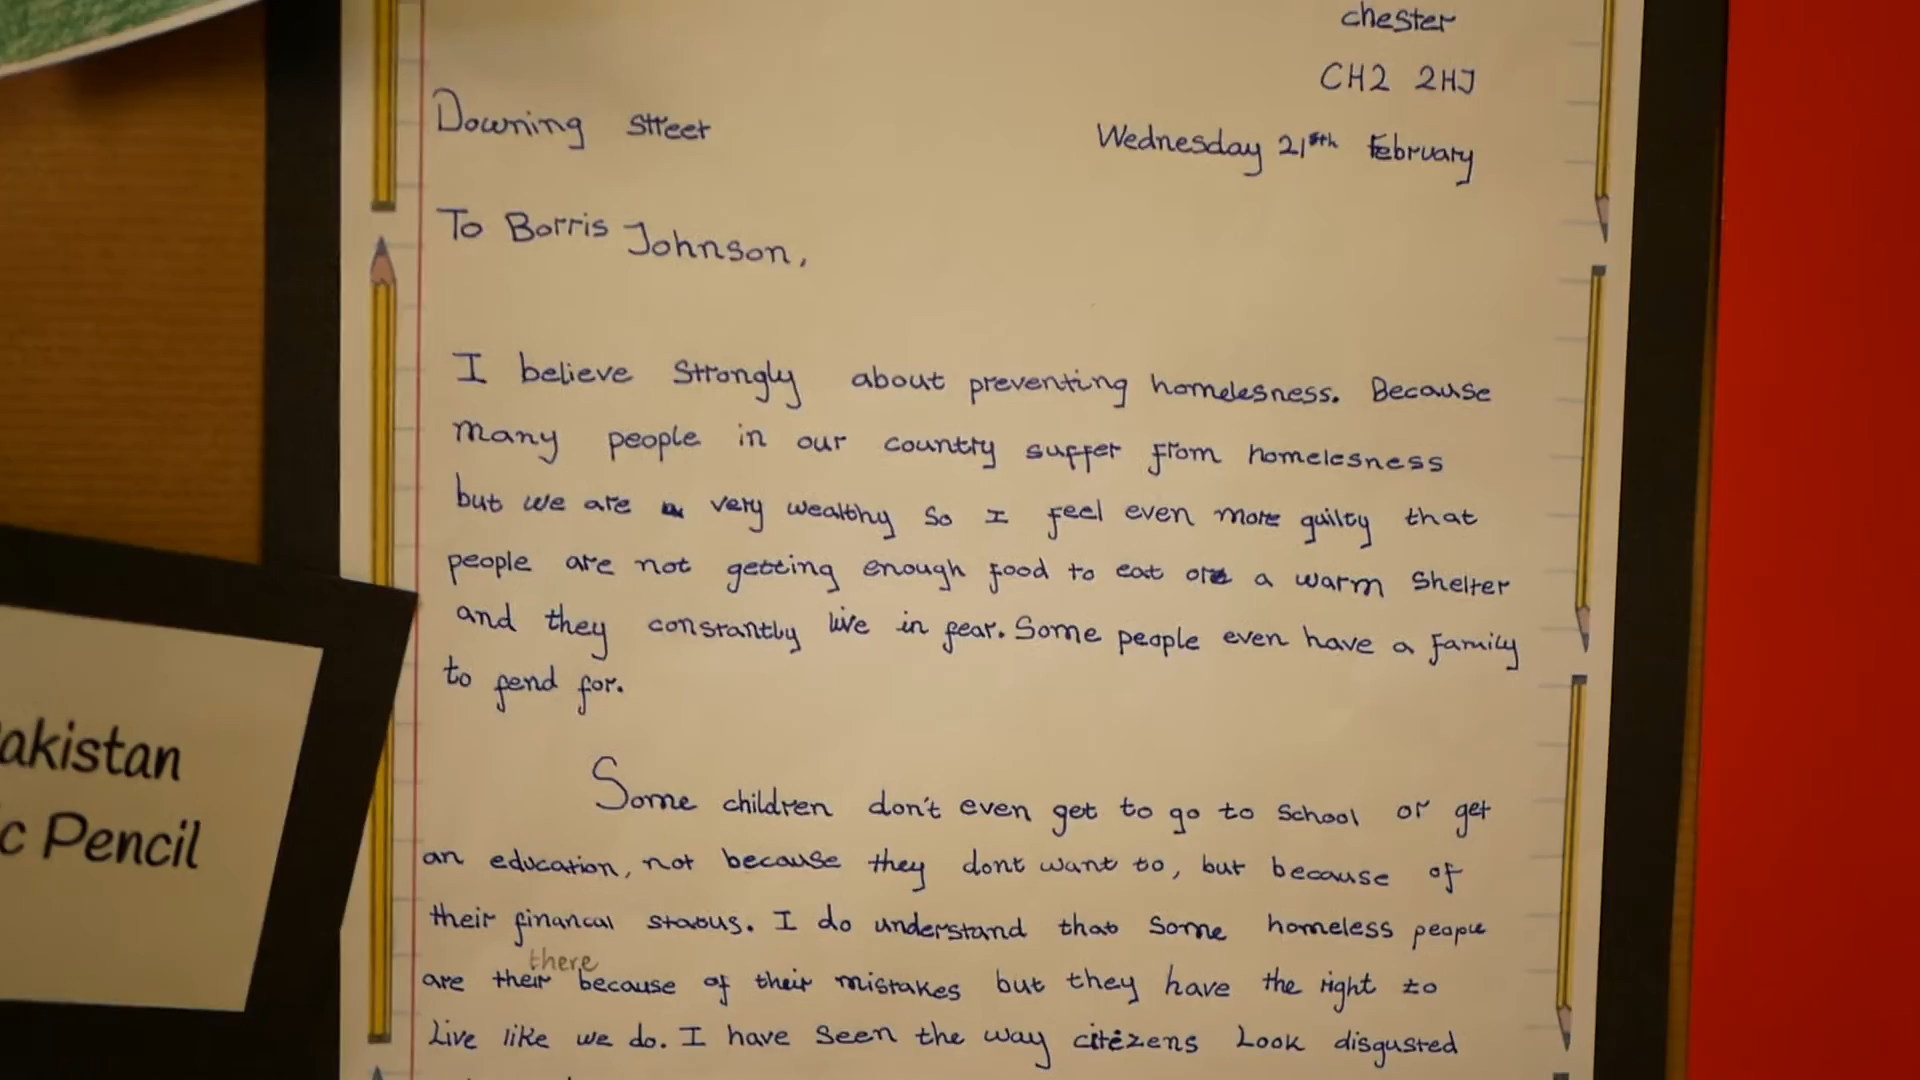 chester
CH2 2HJ
Downing street
Wednesday 21sth February
To Borris Johnson,
I believe Strongly about preventing homelesness. Because
many people in our country suffer from homelesness
but we are very wealthy so I feel even more guilty that
people are not getting enough food to eat or a warm shelter
and they constantly live in fear. Some people even have a family
to fend for.
Some children don't even get to go to School or get
an education, not because they dont want to, but because of
their financal status. I do understand that some homeless people
there
are their because of their mistakes but they have the right to
Live like we do. I have seen the way citezens Look disgusted
akistan
c Pencil